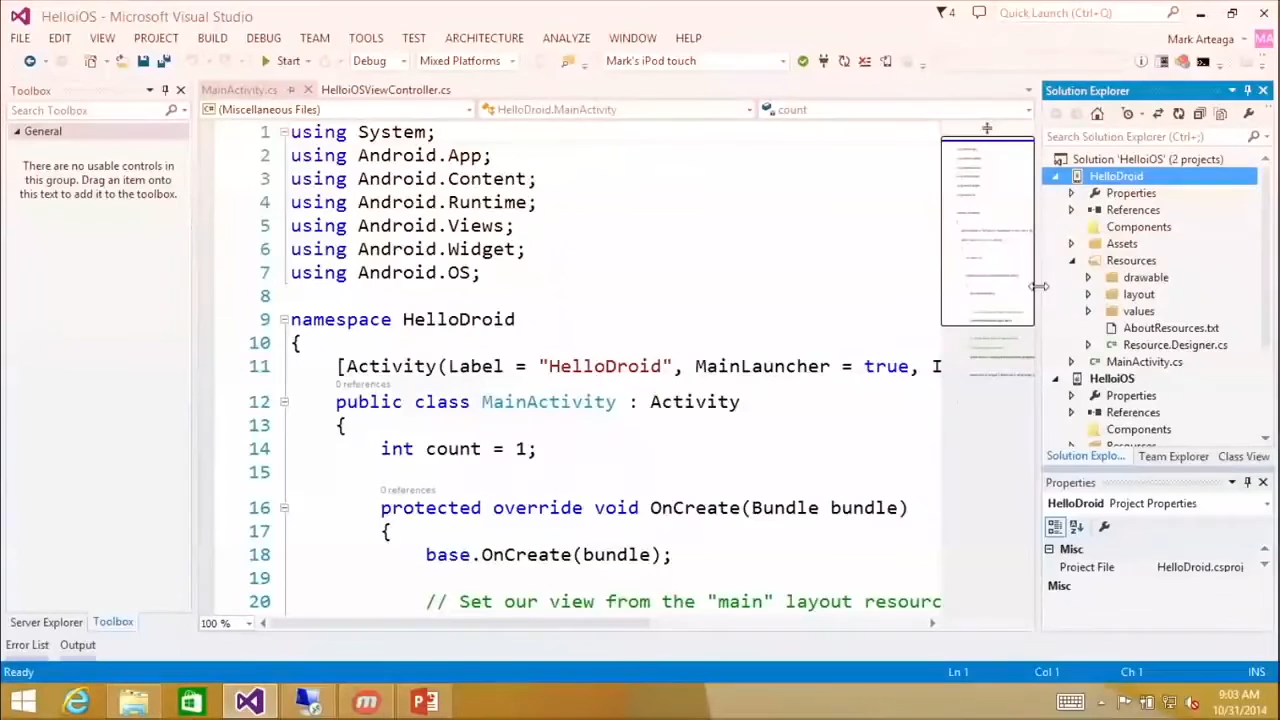 HelloiOS - Microsoft Visual Studio
4
Quick Launch (Ctrl+Q)
FILE EDIT VIEW PROJECT BUILD DEBUG TEAM TOOLS TEST ARCHITECTURE ANALYZE WINDOW HELP
Mark Arteaga MA
Start Debug Mixed Platforms Mark's iPod touch
Toolbox
Search Toolbox
General
There are no usable controls in
this group. Drag an item onto
this text to add it to the toolbox.
Server Explorer Toolbox
Error List Output
MainActivity.cs HelloiOSViewController.cs
(Miscellaneous Files) HelloDroid.MainActivity count
1 using System;
2 using Android.App;
3 using Android.Content;
4 using Android.Runtime;
5 using Android.Views;
6 using Android.Widget;
7 using Android.OS;
8
9 namespace HelloDroid
10 {
11 [Activity(Label = "HelloDroid", MainLauncher = true, I
0 references
12 public class MainActivity : Activity
13 {
14 int count = 1;
15
0 references
16 protected override void OnCreate(Bundle bundle)
17 {
18 base.OnCreate(bundle);
19
20 // Set our view from the "main" layout resourc
100 %
Solution Explorer
Search Solution Explorer (Ctrl+;)
Solution 'HelloiOS' (2 projects)
HelloDroid
Properties
References
Components
Assets
Resources
drawable
layout
values
AboutResources.txt
Resource.Designer.cs
MainActivity.cs
HelloiOS
Properties
References
Components
Resources
Solution Explo... Team Explorer Class View
Properties
HelloDroid Project Properties
Misc
Project File HelloDroid.csproj
Misc
Ready Ln 1 Col 1 Ch 1 INS
9:03 AM
10/31/2014